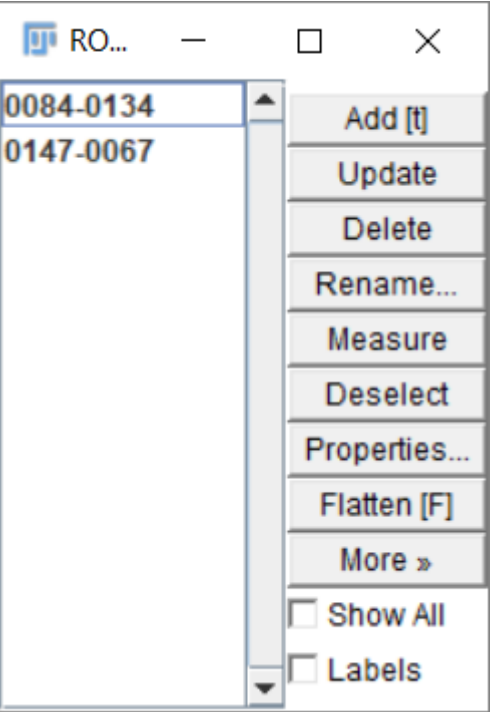 RO...
0084-0134
0147-0067
Add [t]
Update
Delete
Rename...
Measure
Deselect
Properties...
Flatten [F]
More »
Show All
Labels